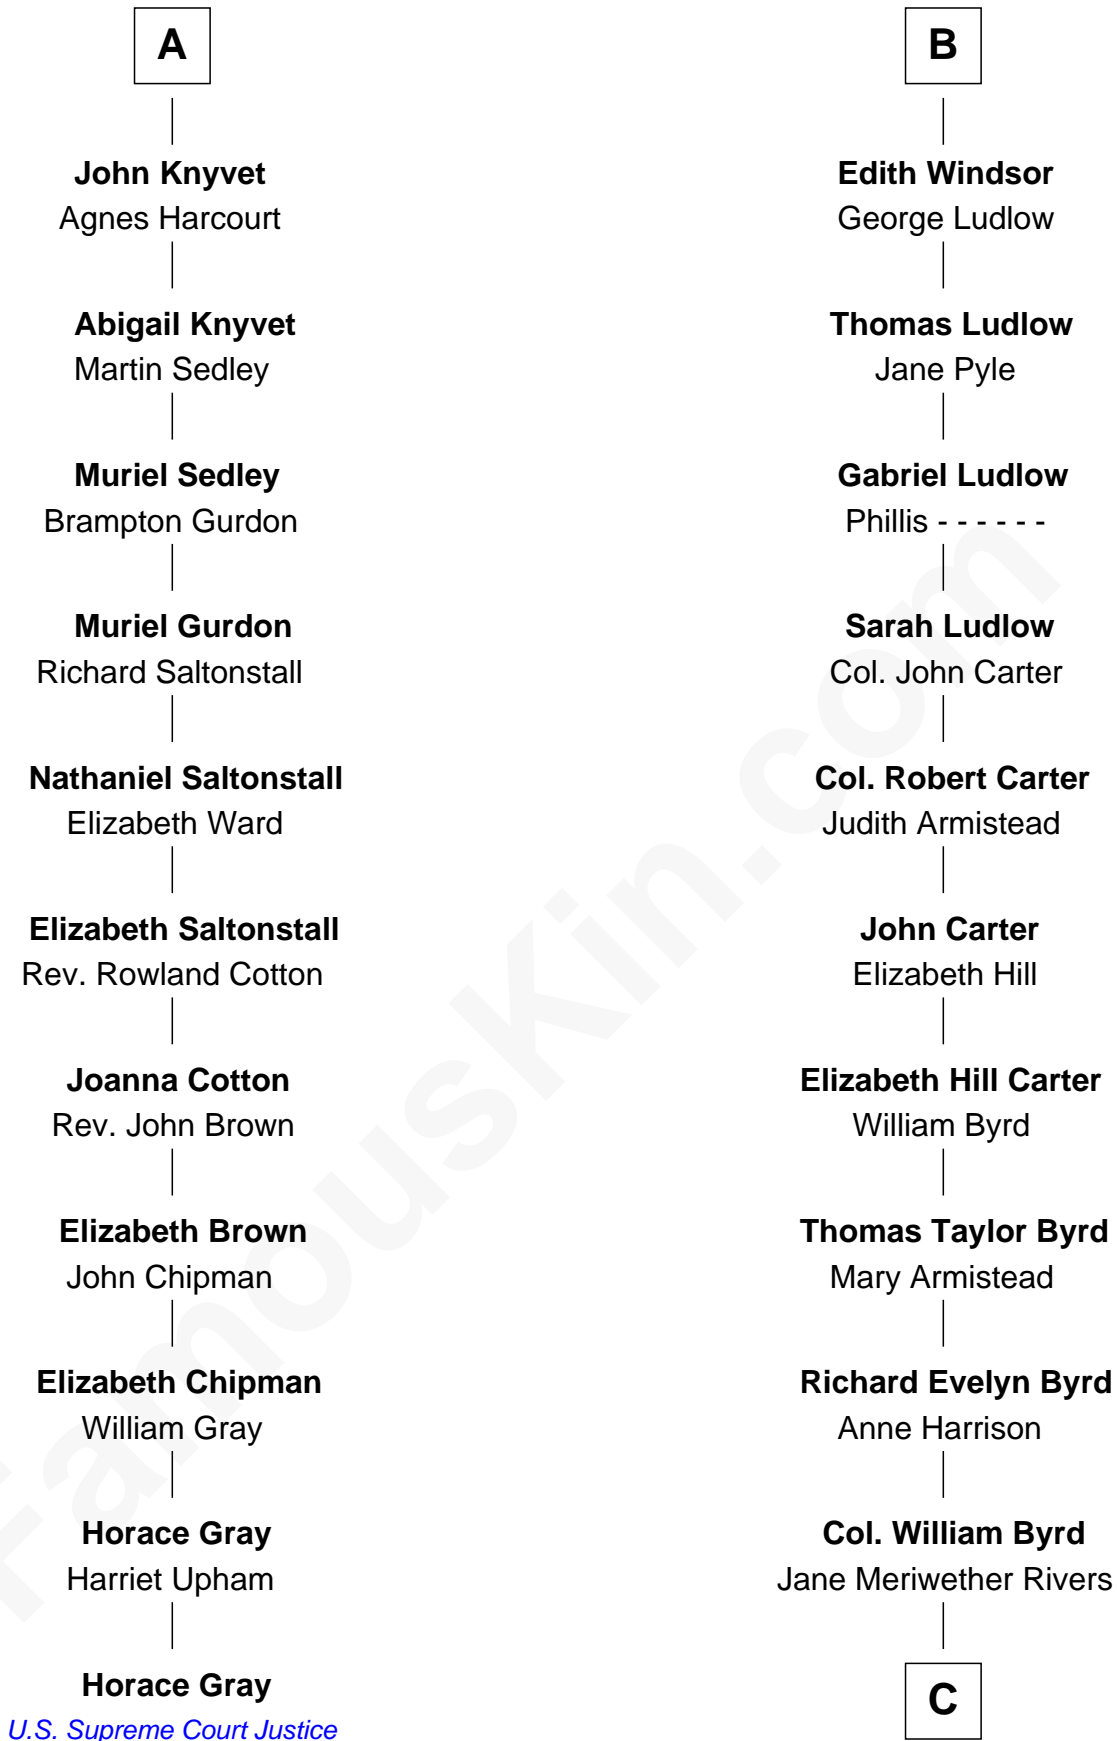 A
John Knyvet
Agnes Harcourt
Abigail Knyvet
Martin Sedley
Muriel Sedley
Brampton Gurdon
Muriel Gurdon
Richard Saltonstall
Nathaniel Saltonstall
Elizabeth Ward
Elizabeth Saltonstall
Rev. Rowland Cotton
Joanna Cotton
Rev. John Brown
Elizabeth Brown
John Chipman
Elizabeth Chipman
William Gray
Horace Gray
Harriet Upham
Horace Gray
U.S. Supreme Court Justice
B
Edith Windsor
George Ludlow
Thomas Ludlow
Jane Pyle
Gabriel Ludlow
Phillis - - - - - -
Sarah Ludlow
Col. John Carter
Col. Robert Carter
Judith Armistead
John Carter
Elizabeth Hill
Elizabeth Hill Carter
William Byrd
Thomas Taylor Byrd
Mary Armistead
Richard Evelyn Byrd
Anne Harrison
Col. William Byrd
Jane Meriwether Rivers
C
FamousKin.com